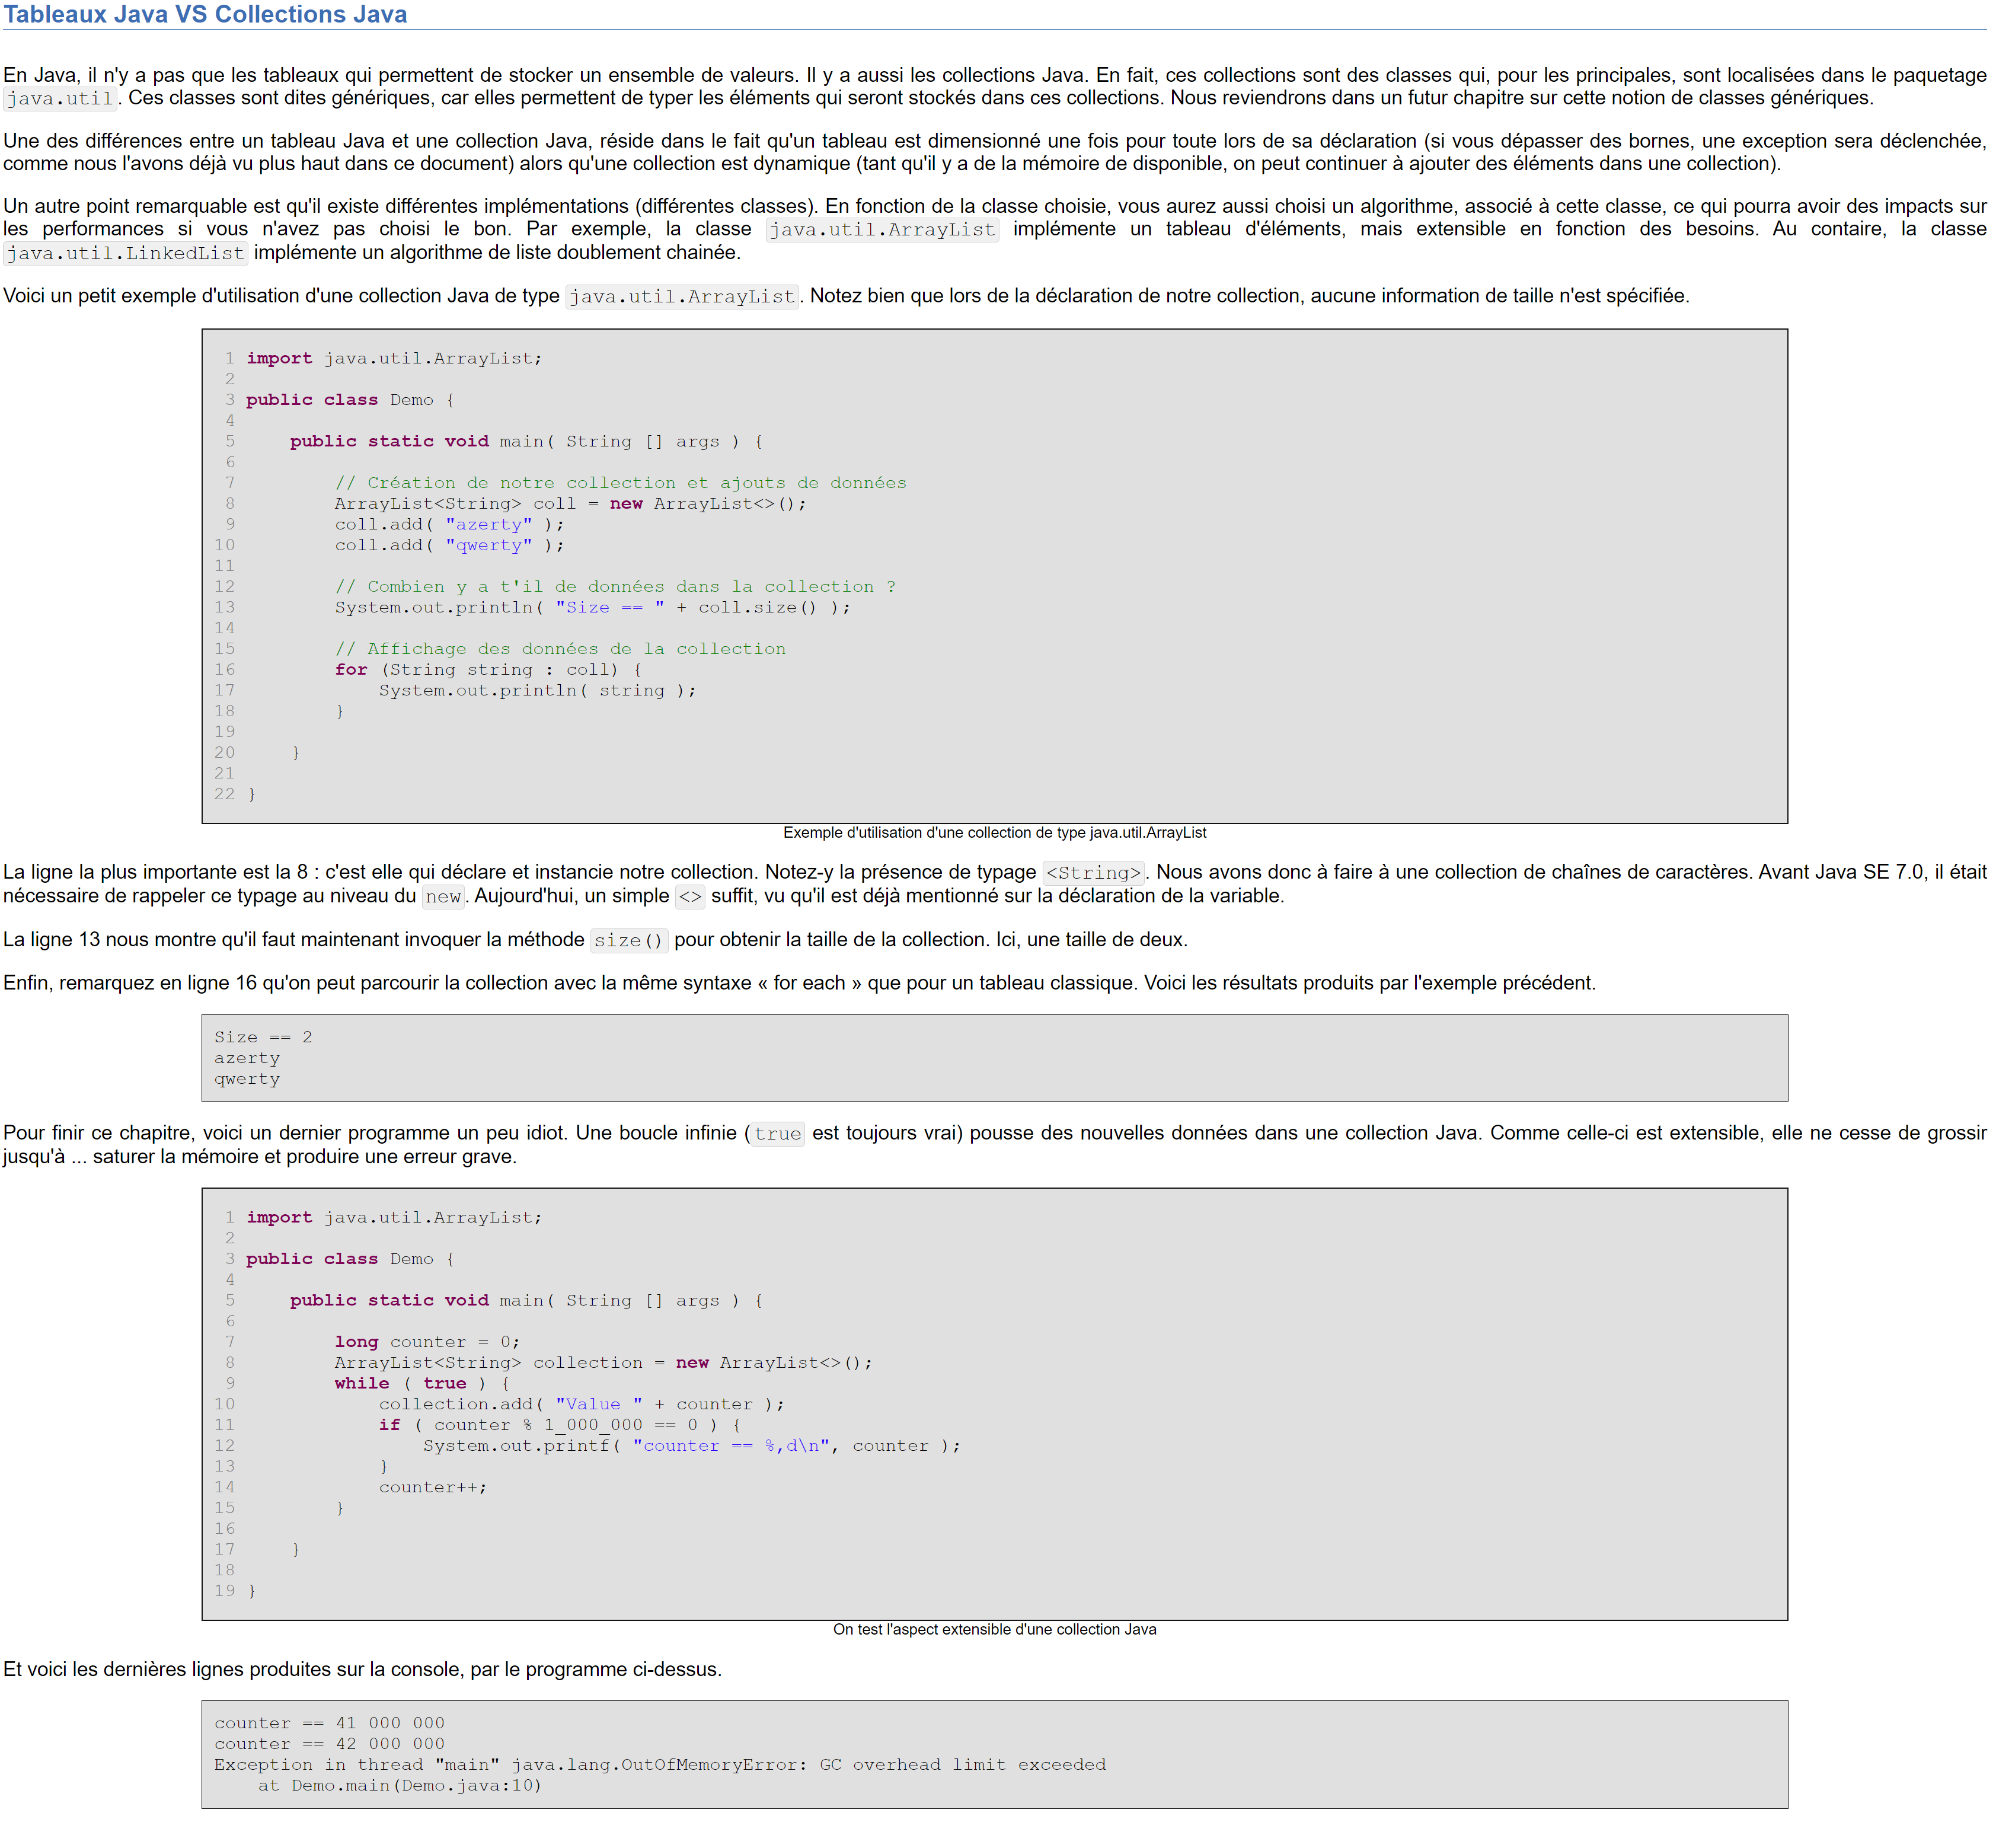 Tableaux Java VS Collections Java
En Java, il n'y a pas que les tableaux qui permettent de stocker un ensemble de valeurs. Il y a aussi les collections Java. En fait, ces collections sont des classes qui, pour les principales, sont localisées dans le paquetage
java.util. Ces classes sont dites génériques, car elles permettent de typer les éléments qui seront stockés dans ces collections. Nous reviendrons dans un futur chapitre sur cette notion de classes génériques.
Une des différences entre un tableau Java et une collection Java, réside dans le fait qu'un tableau est dimensionné une fois pour toute lors de sa déclaration (si vous dépasser des bornes, une exception sera déclenchée,
comme nous l'avons déjà vu plus haut dans ce document) alors qu'une collection est dynamique (tant qu'il y a de la mémoire de disponible, on peut continuer à ajouter des éléments dans une collection).
Un autre point remarquable est qu'il existe différentes implémentations (différentes classes). En fonction de la classe choisie, vous aurez aussi choisi un algorithme, associé à cette classe, ce qui pourra avoir des impacts sur
les performances si vous n'avez pas choisi le bon. Par exemple, la classe java.util.ArrayList implémente un tableau d'éléments, mais extensible en fonction des besoins. Au contaire, la classe
java.util.LinkedList implémente un algorithme de liste doublement chainée.
Voici un petit exemple d'utilisation d'une collection Java de type java.util.ArrayList. Notez bien que lors de la déclaration de notre collection, aucune information de taille n'est spécifiée.
1 import java.util.ArrayList;
2
3 public class Demo {
4
5     public static void main( String [] args ) {
6
7         // Création de notre collection et ajouts de données
8         ArrayList<String> coll = new ArrayList<>();
9         coll.add( "azerty" );
10         coll.add( "qwerty" );
11
12         // Combien y a t'il de données dans la collection ?
13         System.out.println( "Size == " + coll.size() );
14
15         // Affichage des données de la collection
16         for (String string : coll) {
17             System.out.println( string );
18         }
19
20     }
21
22 }
Exemple d'utilisation d'une collection de type java.util.ArrayList
La ligne la plus importante est la 8 : c'est elle qui déclare et instancie notre collection. Notez-y la présence de typage <String>. Nous avons donc à faire à une collection de chaînes de caractères. Avant Java SE 7.0, il était
nécessaire de rappeler ce typage au niveau du new. Aujourd'hui, un simple <> suffit, vu qu'il est déjà mentionné sur la déclaration de la variable.
La ligne 13 nous montre qu'il faut maintenant invoquer la méthode size() pour obtenir la taille de la collection. Ici, une taille de deux.
Enfin, remarquez en ligne 16 qu'on peut parcourir la collection avec la même syntaxe « for each » que pour un tableau classique. Voici les résultats produits par l'exemple précédent.
Size == 2
azerty
qwerty
Pour finir ce chapitre, voici un dernier programme un peu idiot. Une boucle infinie (true est toujours vrai) pousse des nouvelles données dans une collection Java. Comme celle-ci est extensible, elle ne cesse de grossir
jusqu'à ... saturer la mémoire et produire une erreur grave.
1 import java.util.ArrayList;
2
3 public class Demo {
4
5     public static void main( String [] args ) {
6
7         long counter = 0;
8         ArrayList<String> collection = new ArrayList<>();
9         while ( true ) {
10             collection.add( "Value " + counter );
11             if ( counter % 1_000_000 == 0 ) {
12                 System.out.printf( "counter == %,d\n", counter );
13             }
14             counter++;
15         }
16
17     }
18
19 }
On test l'aspect extensible d'une collection Java
Et voici les dernières lignes produites sur la console, par le programme ci-dessus.
counter == 41 000 000
counter == 42 000 000
Exception in thread "main" java.lang.OutOfMemoryError: GC overhead limit exceeded
    at Demo.main(Demo.java:10)